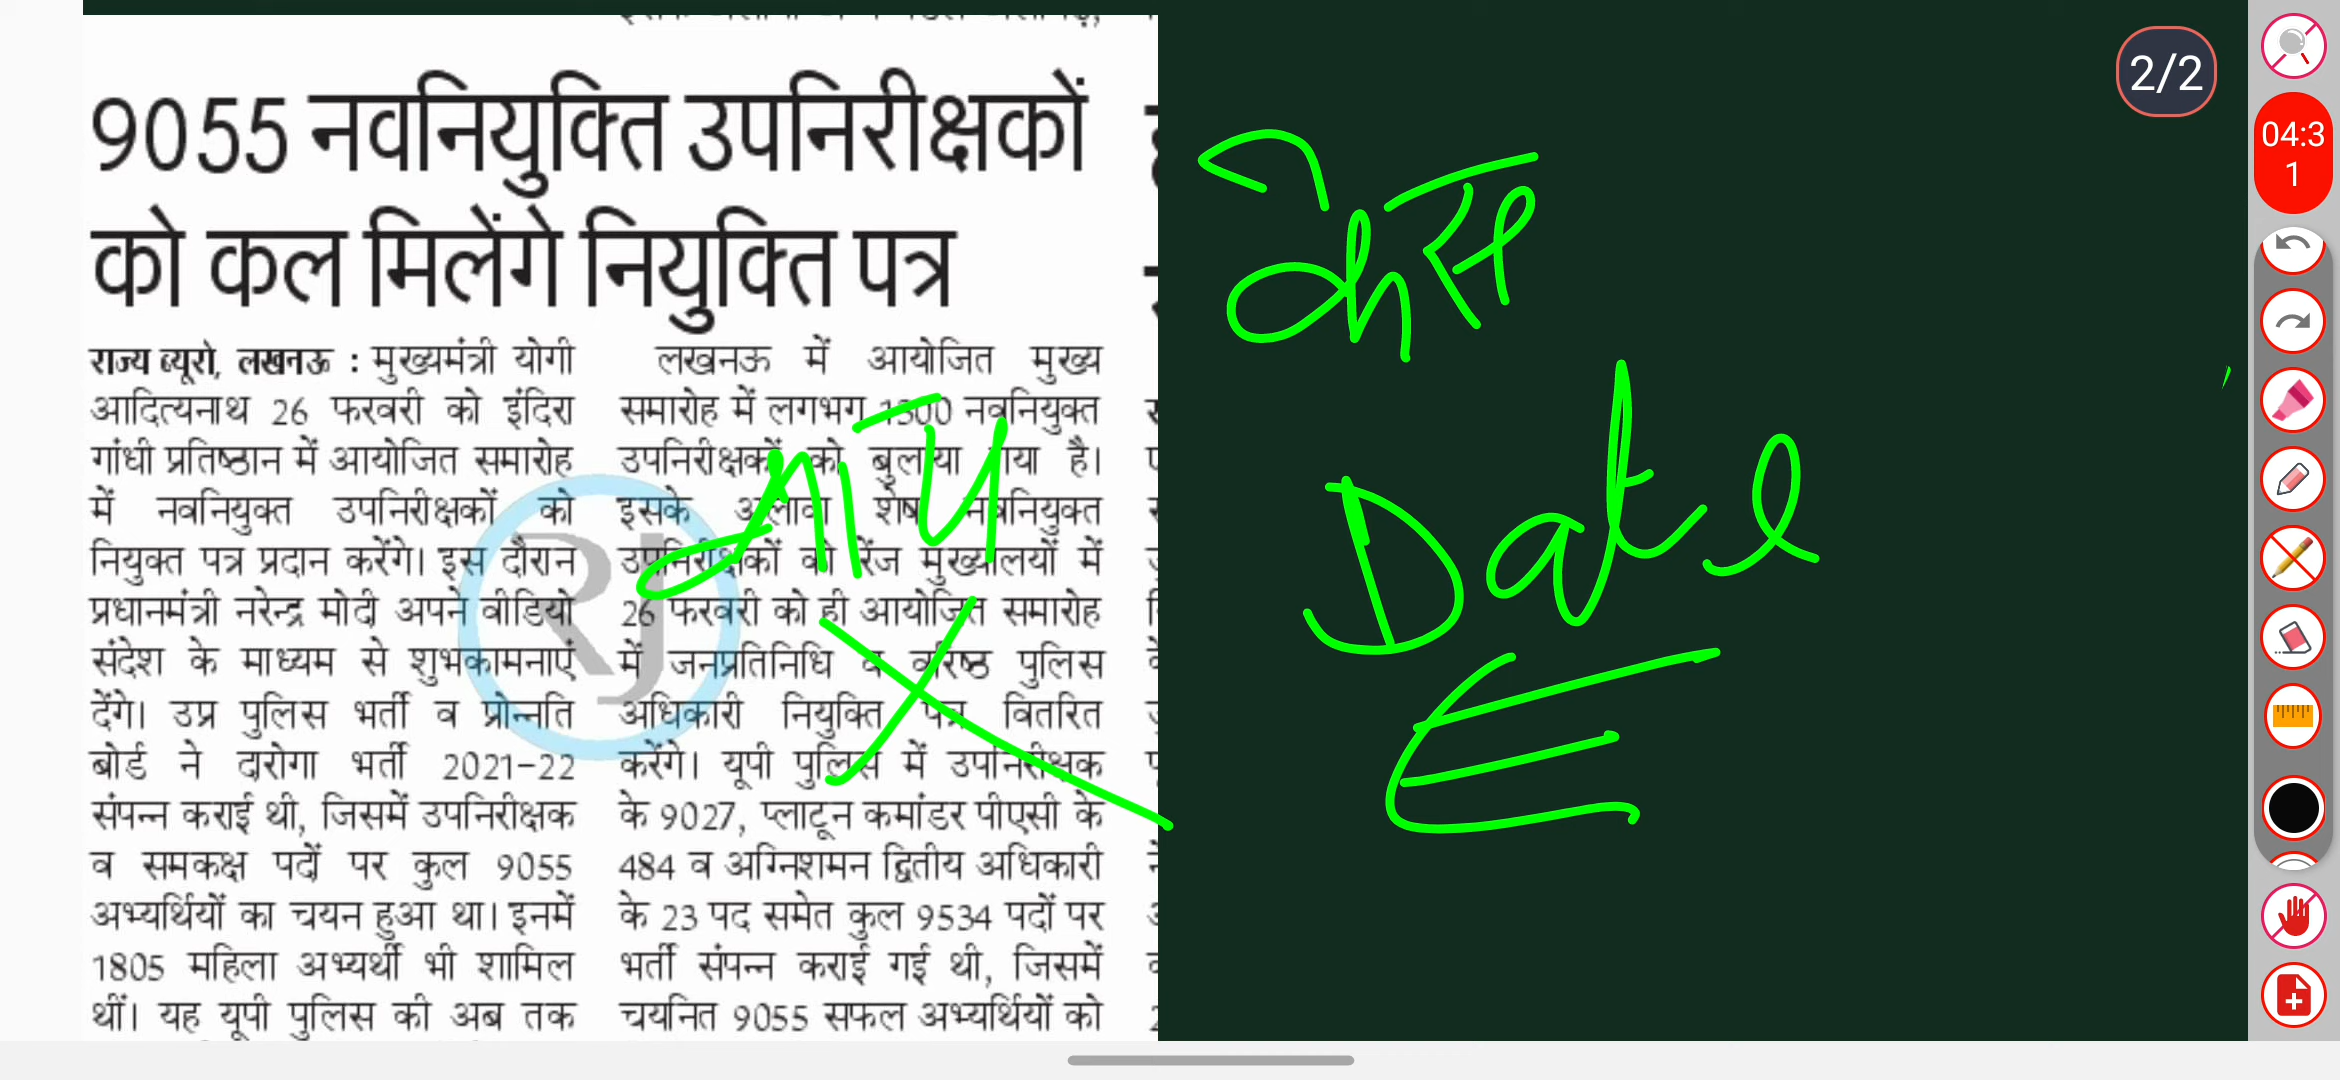 9055 नवनियुक्ति उपनिरीक्षकों
को कल मिलेंगे नियुक्ति पत्र
राज्य ब्यूरो, लखनऊ : मुख्यमंत्री योगी
आदित्यनाथ 26 फरवरी को इंदिरा
गांधी प्रतिष्ठान में आयोजित समारोह
में नवनियुक्त उपनिरीक्षकों को
नियुक्त पत्र प्रदान करेंगे। इस दौरान
प्रधानमंत्री नरेन्द्र मोदी अपने वीडियो
संदेश के माध्यम से शुभकामनाएं
देंगे। उप्र पुलिस भर्ती व प्रोन्नति
बोर्ड ने दारोगा भर्ती 2021-22
संपन्न कराई थी, जिसमें उपनिरीक्षक
व समकक्ष पदों पर कुल 9055
अभ्यर्थियों का चयन हुआ था। इनमें
1805 महिला अभ्यर्थी भी शामिल
थीं। यह यूपी पुलिस की अब तक
लखनऊ में आयोजित मुख्य
समारोह में लगभग 1300 नवनियुक्त
उपनिरीक्षकों को बुलाया गया है।
इसके अलावा शेष नवनियुक्त
उपनिरीक्षकों को रेंज मुख्यालयों में
26 फरवरी को ही आयोजित समारोह
में जनप्रतिनिधि व वरिष्ठ पुलिस
अधिकारी नियुक्ति पत्र वितरित
करेंगे। यूपी पुलिस में उपनिरीक्षक
के 9027, प्लाटून कमांडर पीएसी के
484 व अग्निशमन द्वितीय अधिकारी
के 23 पद समेत कुल 9534 पदों पर
भर्ती संपन्न कराई गई थी, जिसमें
चयनित 9055 सफल अभ्यर्थियों को
RJ
Date
2/2
04:3
1